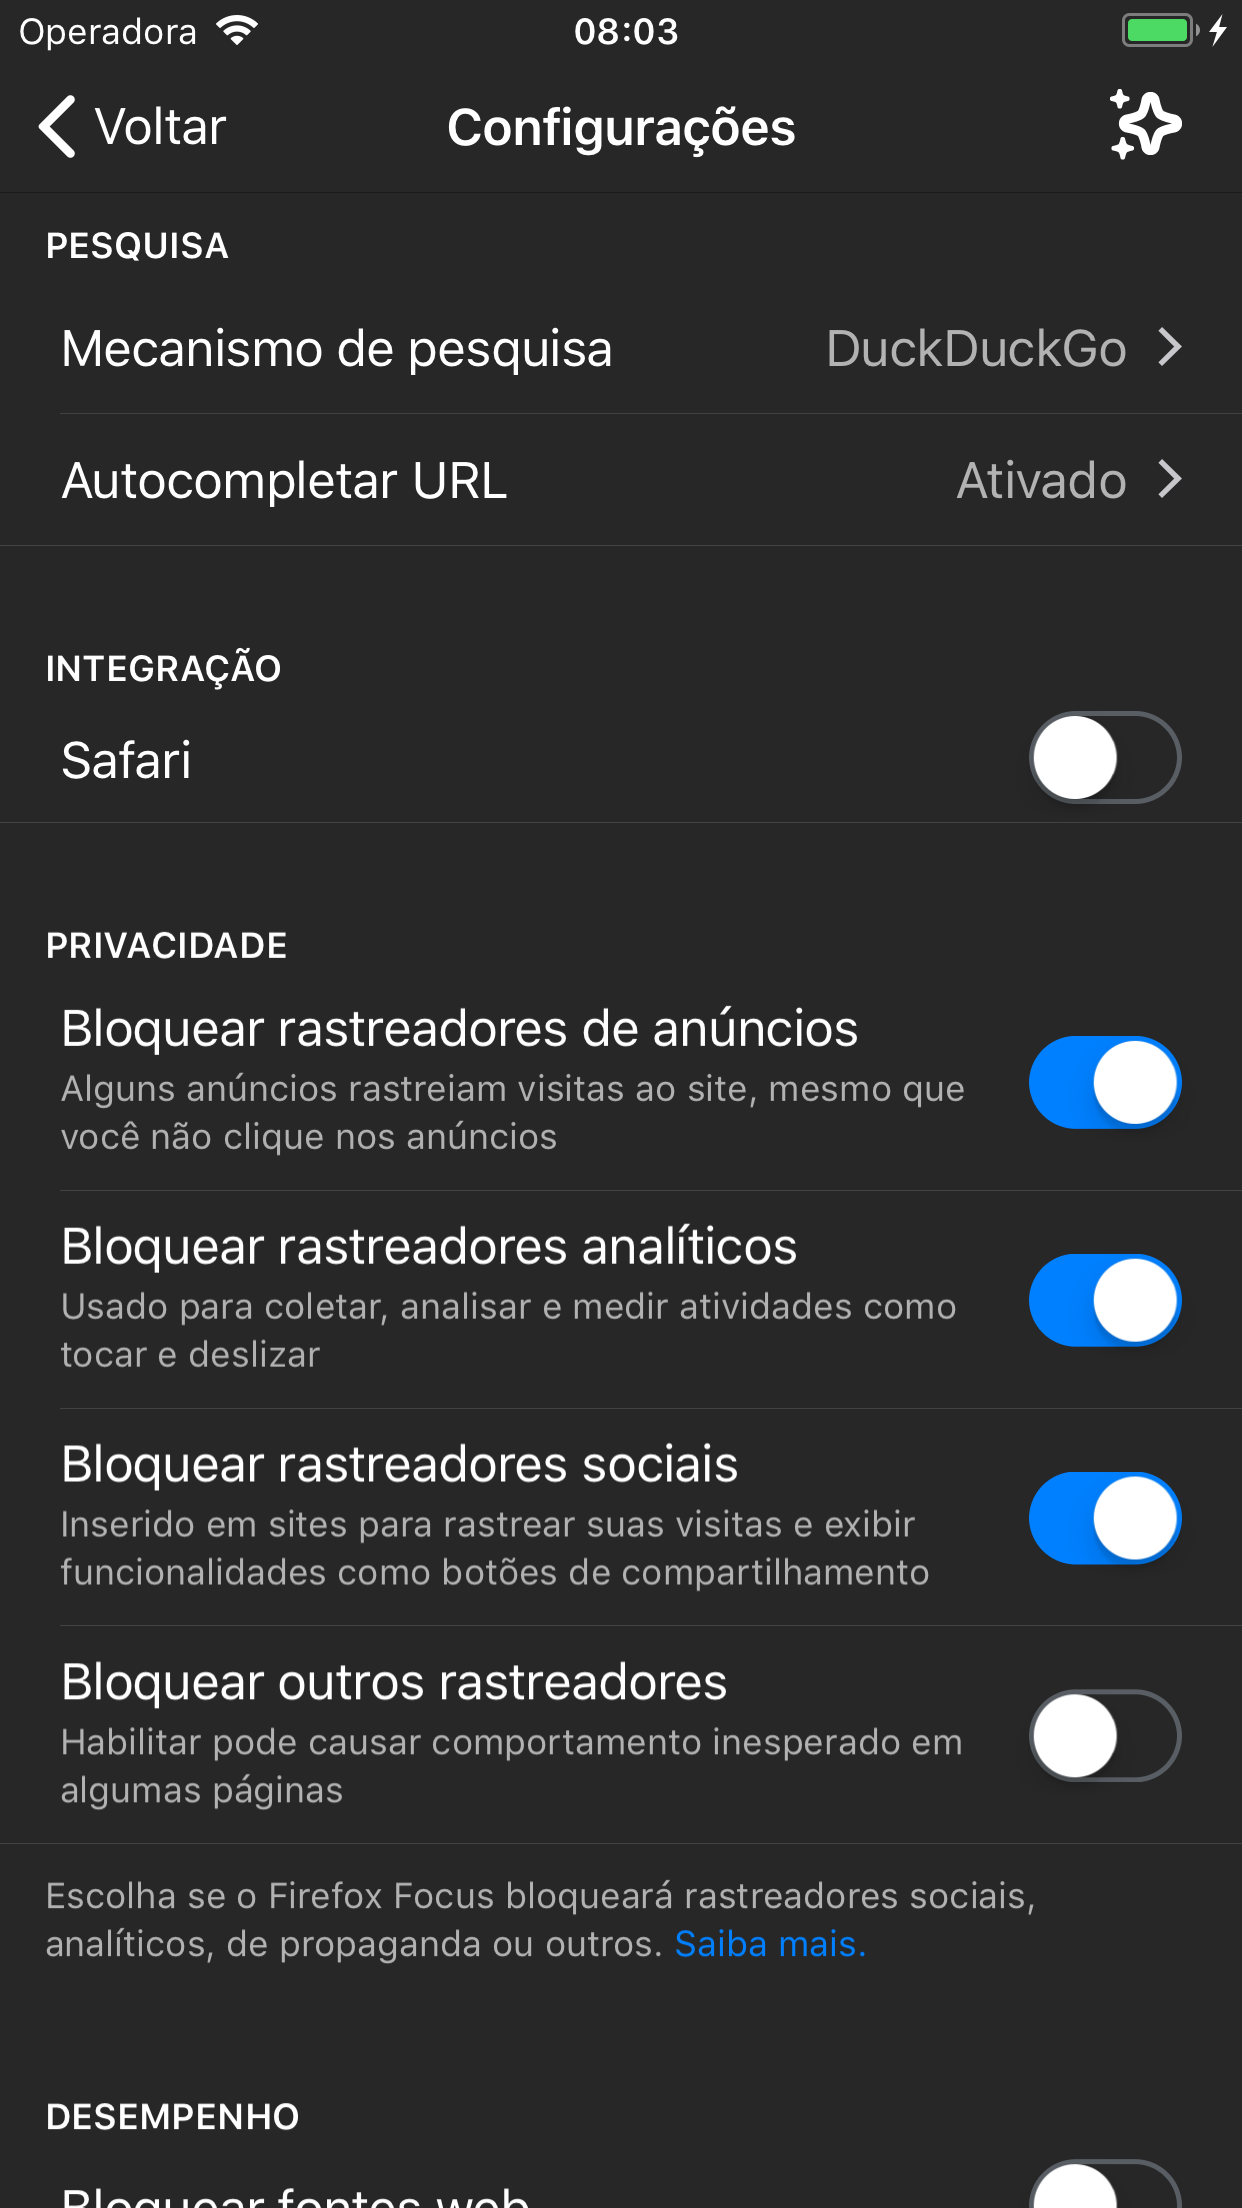 Operadora
08:03
Voltar
Configurações
PESQUISA
Mecanismo de pesquisa DuckDuckGo
Autocompletar URL Ativado
INTEGRAÇÃO
Safari
PRIVACIDADE
Bloquear rastreadores de anúncios
Alguns anúncios rastreiam visitas ao site, mesmo que
você não clique nos anúncios
Bloquear rastreadores analíticos
Usado para coletar, analisar e medir atividades como
tocar e deslizar
Bloquear rastreadores sociais
Inserido em sites para rastrear suas visitas e exibir
funcionalidades como botões de compartilhamento
Bloquear outros rastreadores
Habilitar pode causar comportamento inesperado em
algumas páginas
Escolha se o Firefox Focus bloqueará rastreadores sociais,
analíticos, de propaganda ou outros. Saiba mais.
DESEMPENHO
Bloquear fontes web